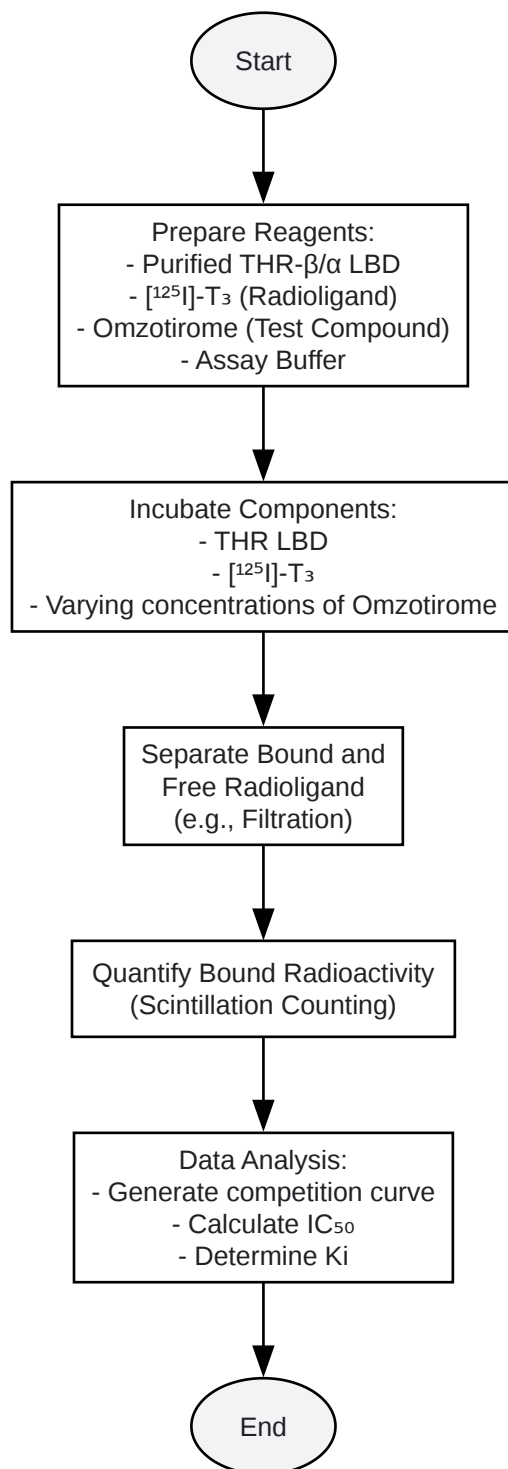 Start
Prepare Reagents:
- Purified THR-β/α LBD
- [¹²⁵I]-T₃ (Radioligand)
- Omzotirome (Test Compound)
- Assay Buffer
Incubate Components:
- THR LBD
- [¹²⁵I]-T₃
- Varying concentrations of Omzotirome
Separate Bound and
Free Radioligand
(e.g., Filtration)
Quantify Bound Radioactivity
(Scintillation Counting)
Data Analysis:
- Generate competition curve
- Calculate IC₅₀
- Determine Ki
End